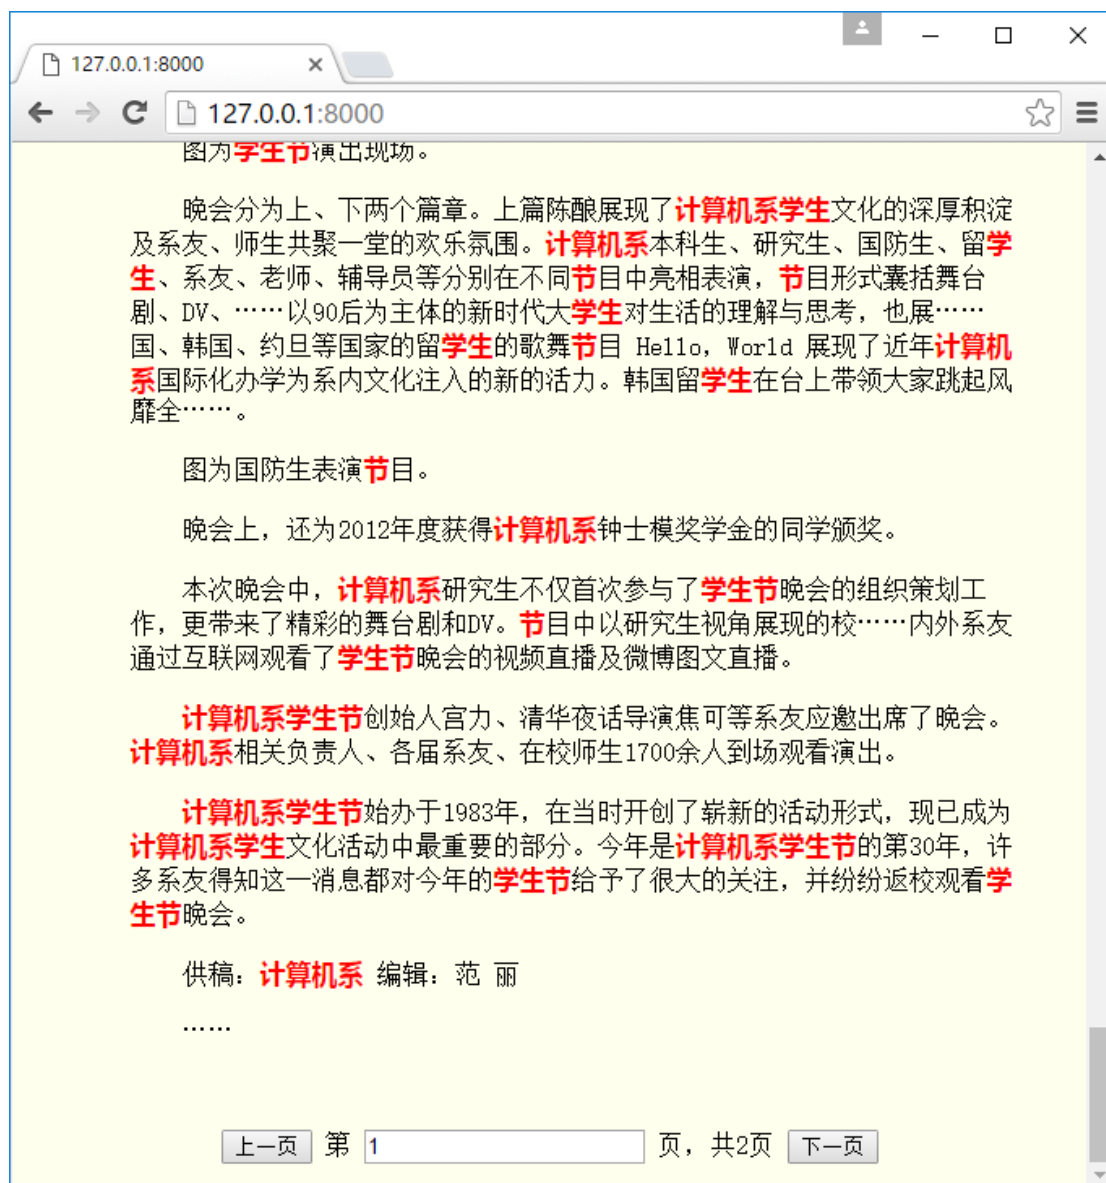 127.0.0.1:8000
127.0.0.1:8000
图为学生节演出现场。
晚会分为上、下两个篇章。上篇陈酿展现了计算机系学生文化的深厚积淀
及系友、师生共聚一堂的欢乐氛围。计算机系本科生、研究生、国防生、留学
生、系友、老师、辅导员等分别在不同节目中亮相表演，节目形式囊括舞台
剧、DV、……以90后为主体的新时代大学生对生活的理解与思考，也展……
国、韩国、约旦等国家的留学生的歌舞节目 Hello, World 展现了近年计算机
系国际化办学为系内文化注入的新的活力。韩国留学生在台上带领大家跳起风
靡全……。
图为国防生表演节目。
晚会上，还为2012年度获得计算机系钟士模奖学金的同学颁奖。
本次晚会中，计算机系研究生不仅首次参与了学生节晚会的组织策划工
作，更带来了精彩的舞台剧和DV。节目中以研究生视角展现的校……内外系友
通过互联网观看了学生节晚会的视频直播及微博图文直播。
计算机系学生节创始人宫力、清华夜话导演焦可等系友应邀出席了晚会。
计算机系相关负责人、各届系友、在校师生1700余人到场观看演出。
计算机系学生节始办于1983年，在当时开创了崭新的活动形式，现已成为
计算机系学生文化活动中最重要的部分。今年是计算机系学生节的第30年，许
多系友得知这一消息都对今年的学生节给予了很大的关注，并纷纷返校观看学
生节晚会。
供稿：计算机系 编辑：范 丽
……
上一页 第 1 页，共2页 下一页